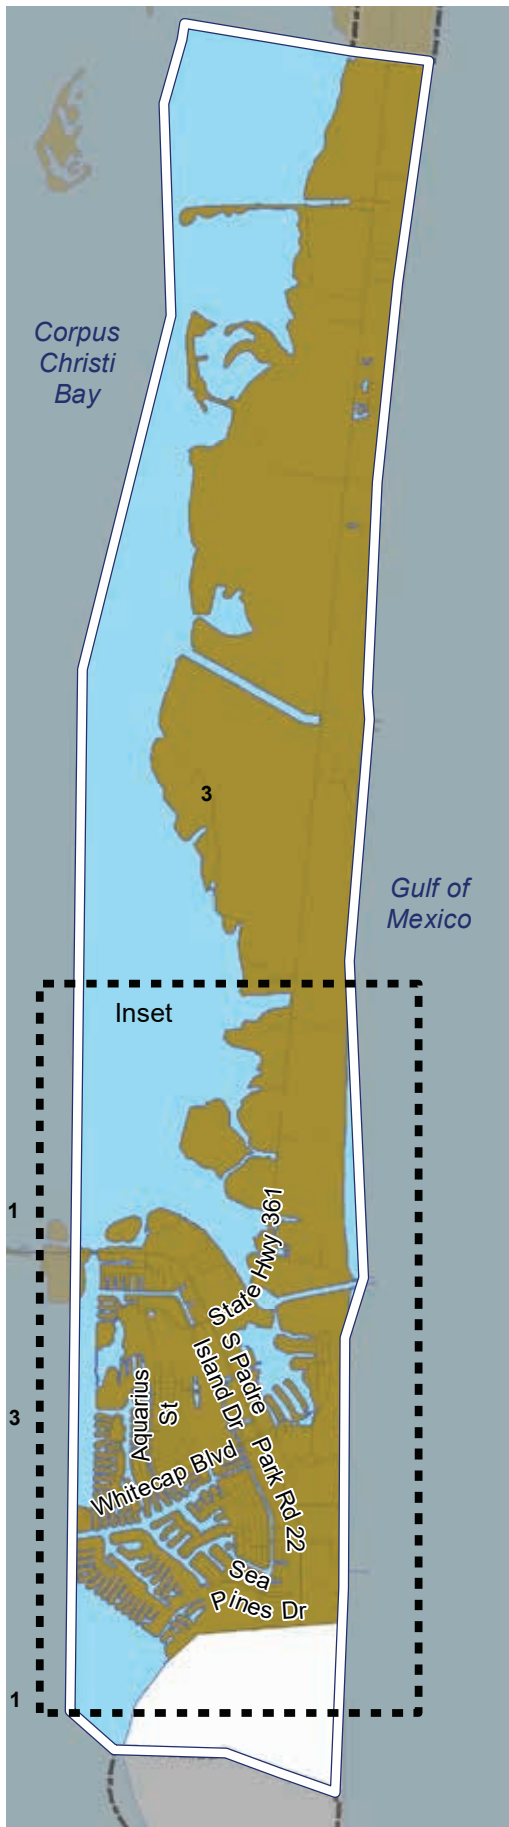 Corpus
Christi
Bay
3
Gulf of
Mexico
Inset
1
State Hwy 361
S Padre
Island Dr
Aquarius
St
3
Whitecap Blvd
Park Rd 22
Sea
Pines Dr
1